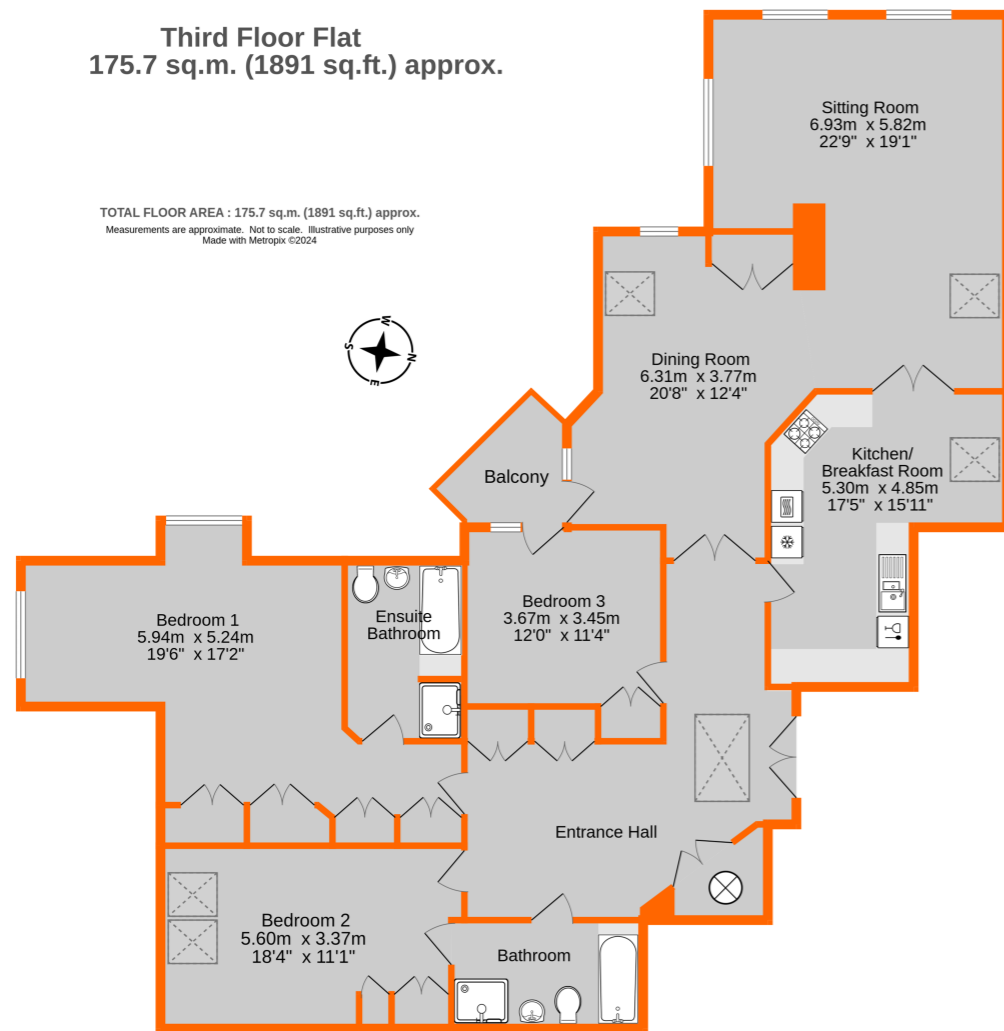 Third Floor Flat
175.7 sq.m. (1891 sq.ft.) approx.
TOTAL FLOOR AREA : 175.7 sq.m. (1891 sq.ft.) approx.
Measurements are approximate. Not to scale. Illustrative purposes only
Made with Metropix ©2024
W
S
N
E
Sitting Room
6.93m x 5.82m
22'9" x 19'1"
Dining Room
6.31m x 3.77m
20'8" x 12'4"
Kitchen/
Breakfast Room
5.30m x 4.85m
17'5" x 15'11"
Balcony
Bedroom 1
5.94m x 5.24m
19'6" x 17'2"
Ensuite
Bathroom
Bedroom 3
3.67m x 3.45m
12'0" x 11'4"
Entrance Hall
Bedroom 2
5.60m x 3.37m
18'4" x 11'1"
Bathroom